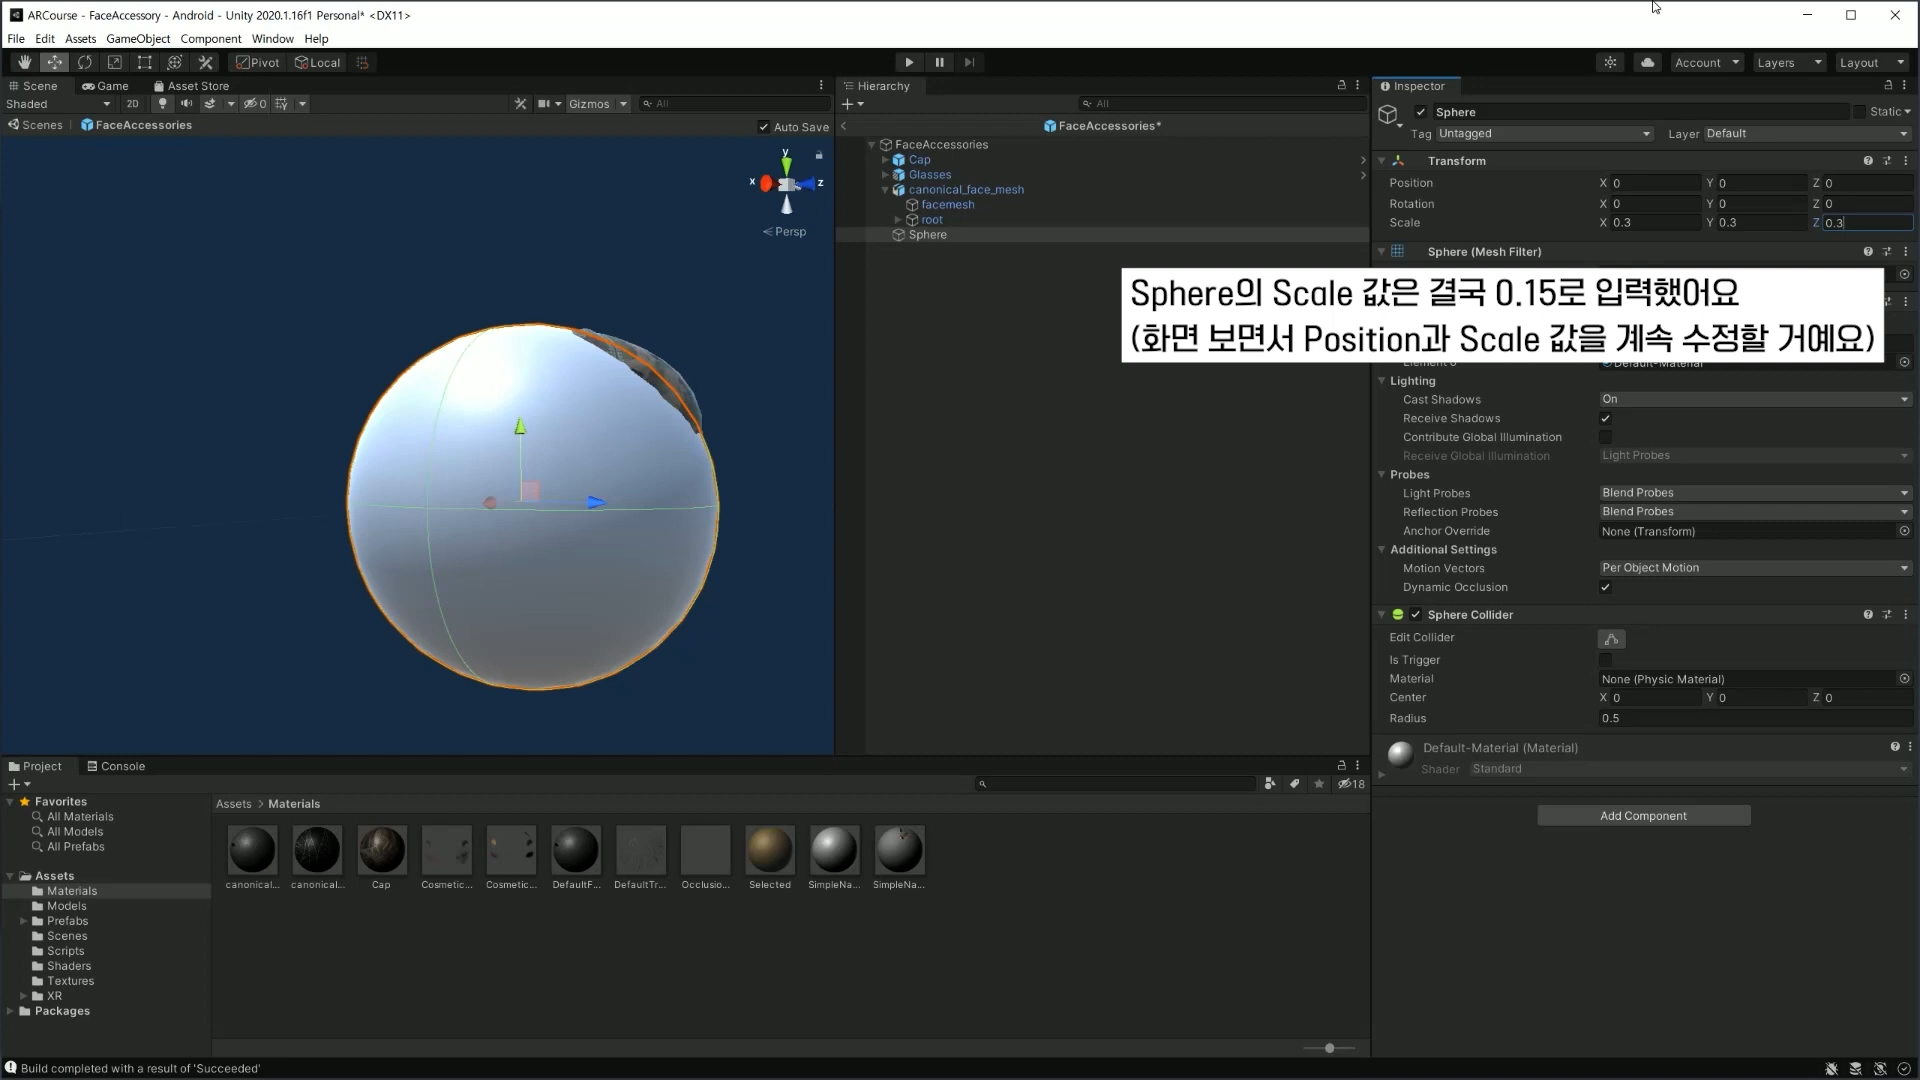 ARCourse - FaceAccessory - Android - Unity 2020.1.16f1 Personal* <DX11>
File Edit Assets GameObject Component Window Help
Pivot Local Account Layers Layout
Scene Game Asset Store
Shaded 2D 0 Gizmos All
Scenes FaceAccessories Auto Save
y
x z
Persp
Hierarchy
All
FaceAccessories*
FaceAccessories
Cap
Glasses
canonical_face_mesh
facemesh
root
Sphere
Inspector
Sphere Static
Tag Untagged Layer Default
Transform
Position X 0 Y 0 Z 0
Rotation X 0 Y 0 Z 0
Scale X 0.3 Y 0.3 Z 0.3
Sphere (Mesh Filter)
Sphere의 Scale 값은 결국 0.15로 입력했어요
(화면 보면서 Position과 Scale 값을 계속 수정할 거예요)
Default-Material
Lighting
Cast Shadows On
Receive Shadows
Contribute Global Illumination
Receive Global Illumination Light Probes
Probes
Light Probes Blend Probes
Reflection Probes Blend Probes
Anchor Override None (Transform)
Additional Settings
Motion Vectors Per Object Motion
Dynamic Occlusion
Sphere Collider
Edit Collider
Is Trigger
Material None (Physic Material)
Center X 0 Y 0 Z 0
Radius 0.5
Default-Material (Material)
Shader Standard
Add Component
Project Console
18
Favorites
All Materials
All Models
All Prefabs
Assets
Materials
Models
Prefabs
Scenes
Scripts
Shaders
Textures
XR
Packages
Assets > Materials
canonical... canonical... Cap Cosmetic... Cosmetic... DefaultF... DefaultTr... Occlusio... Selected SimpleNa... SimpleNa...
Build completed with a result of 'Succeeded'